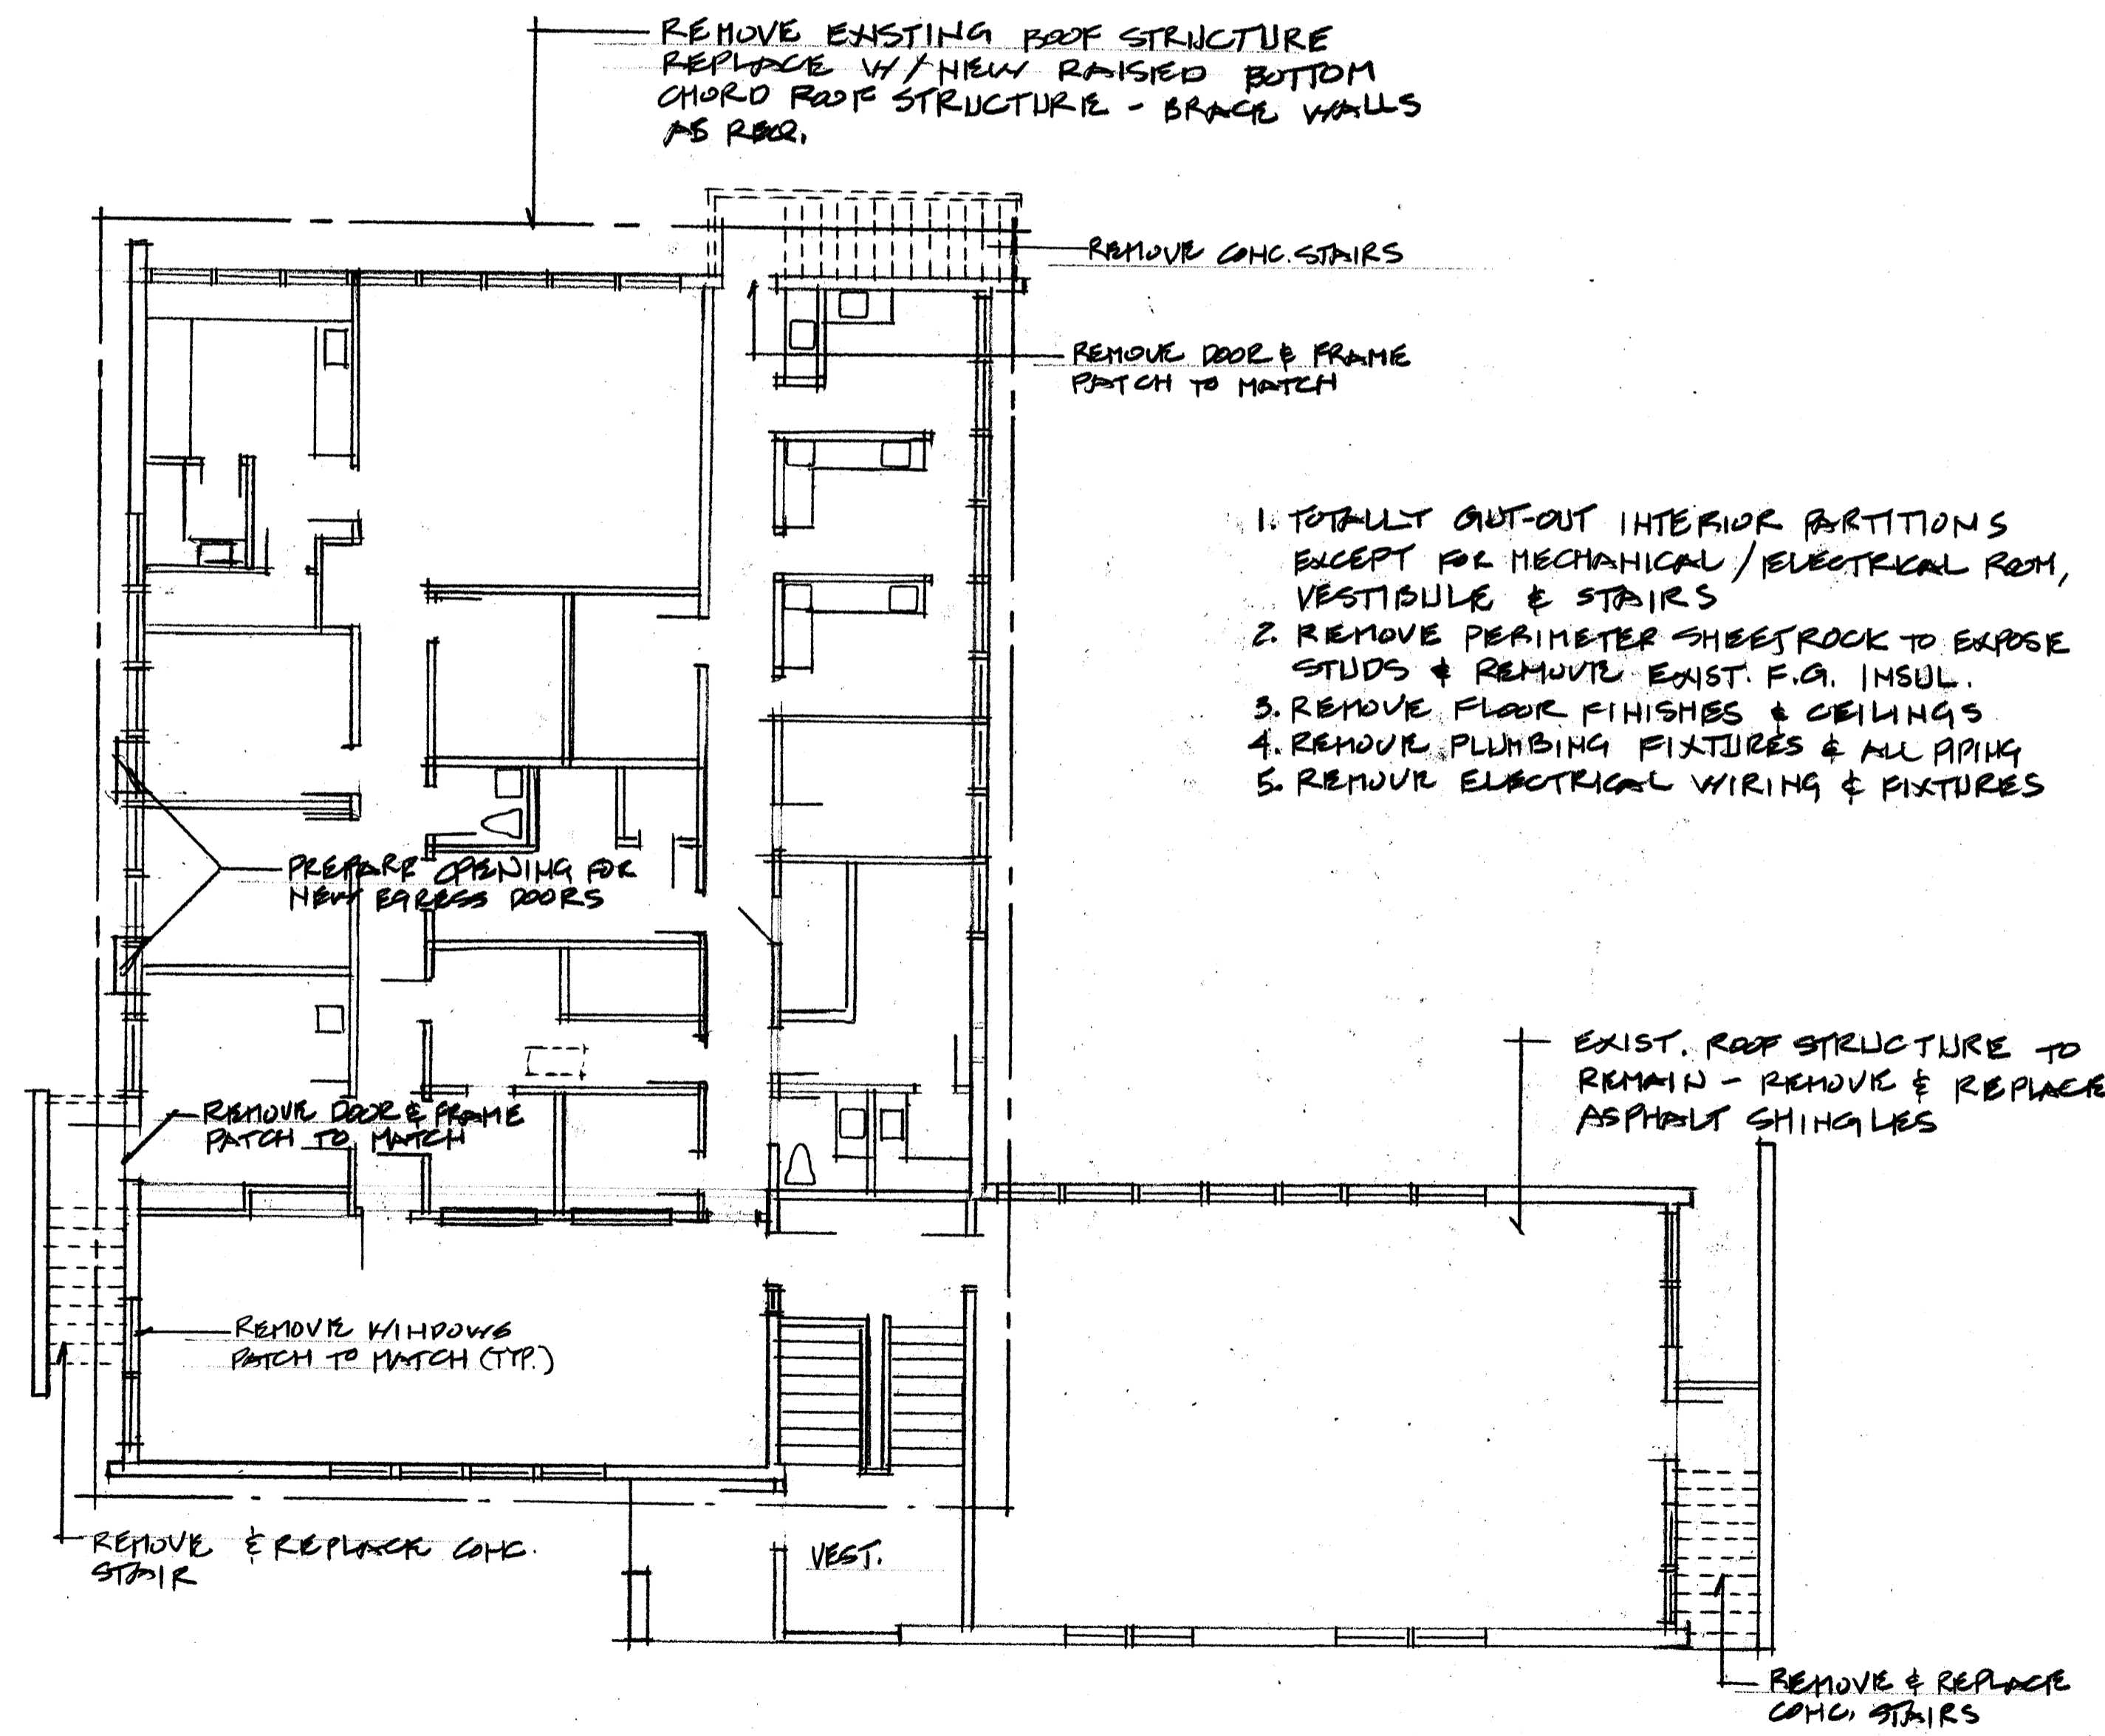 REMOVE EXISTING ROOF STRUCTURE
REPLACE W/NEW RAISED BOTTOM
CHORD ROOF STRUCTURE - BRACE WALLS
AS REQ.
REMOVE CONC. STAIRS
REMOVE DOOR & FRAME
PATCH TO MATCH
1. TOTALLY GUT-OUT INTERIOR PARTITIONS
EXCEPT FOR MECHANICAL/ELECTRICAL ROOM,
VESTIBULE & STAIRS
2. REMOVE PERIMETER SHEETROCK TO EXPOSE
STUDS & REMOVE EXIST. F.G. INSUL.
3. REMOVE FLOOR FINISHES & CEILINGS
4. REMOVE PLUMBING FIXTURES & ALL PIPING
5. REMOVE ELECTRICAL WIRING & FIXTURES
PREPARE OPENING FOR
NEW EGRESS DOORS
EXIST. ROOF STRUCTURE TO
REMAIN - REMOVE & REPLACE
ASPHALT SHINGLES
REMOVE DOOR & FRAME
PATCH TO MATCH
REMOVE WINDOWS
PATCH TO MATCH (TYP.)
REMOVE & REPLACE CONC.
STAIR
VEST.
REMOVE & REPLACE
CONC. STAIRS